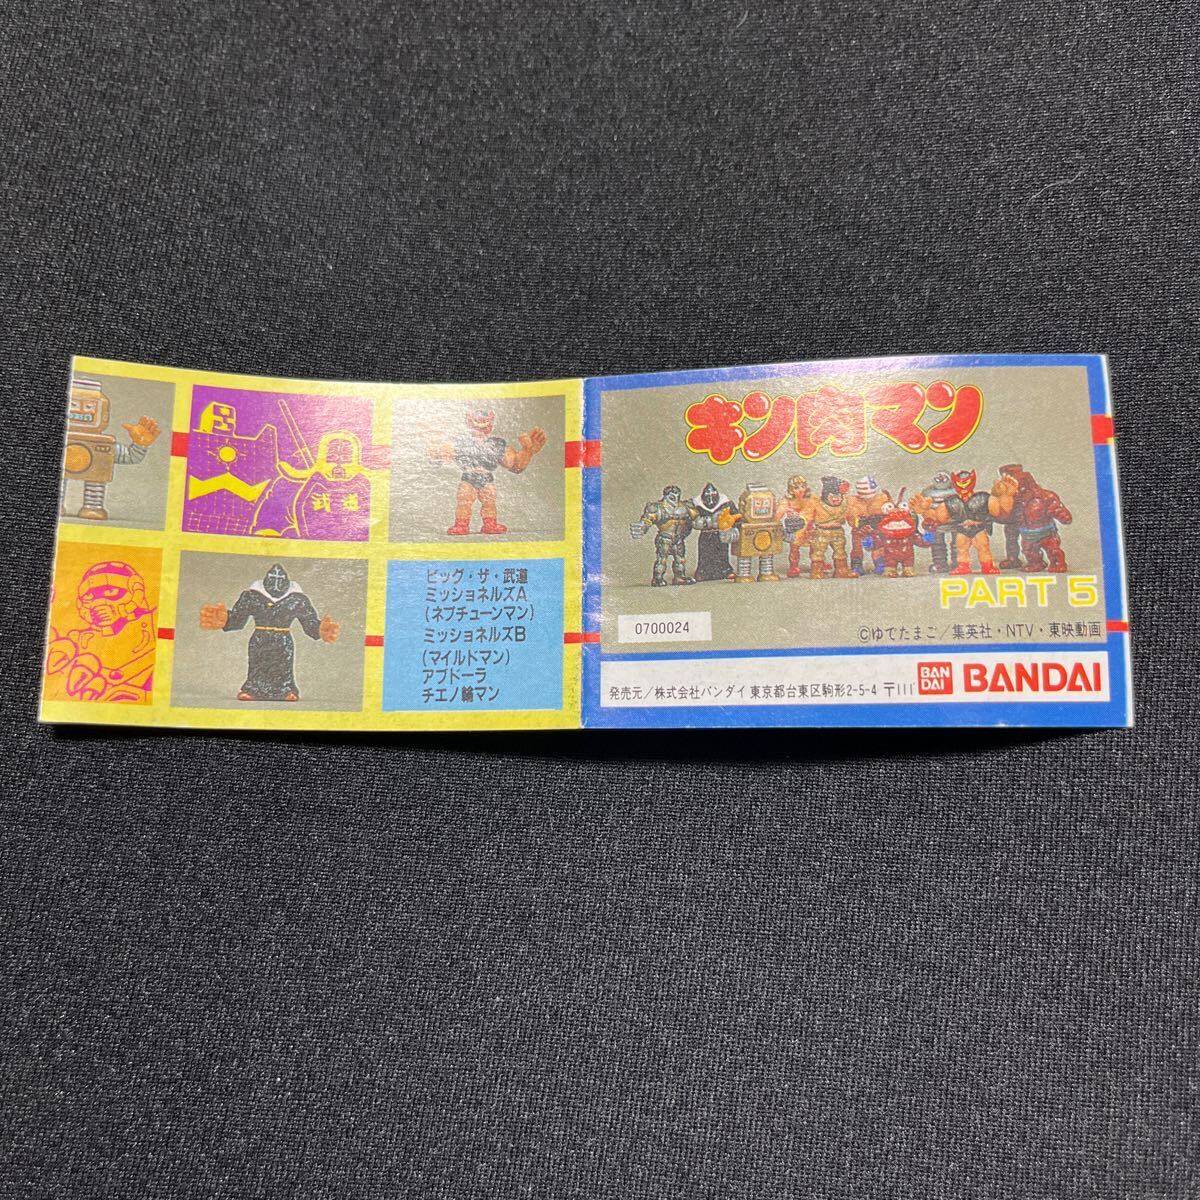 武道
ビッグ・ザ・武道
ミッショネルズA
(ネプチューンマン)
ミッショネルズB
(マイルドマン)
アブドーラ
チエノ輪マン
キン肉マン
PART 5
0700024
©ゆでたまご／集英社・NTV・東映動画
発売元／株式会社バンダイ 東京都台東区駒形2-5-4 〒111
BAN
DAI
BANDAI